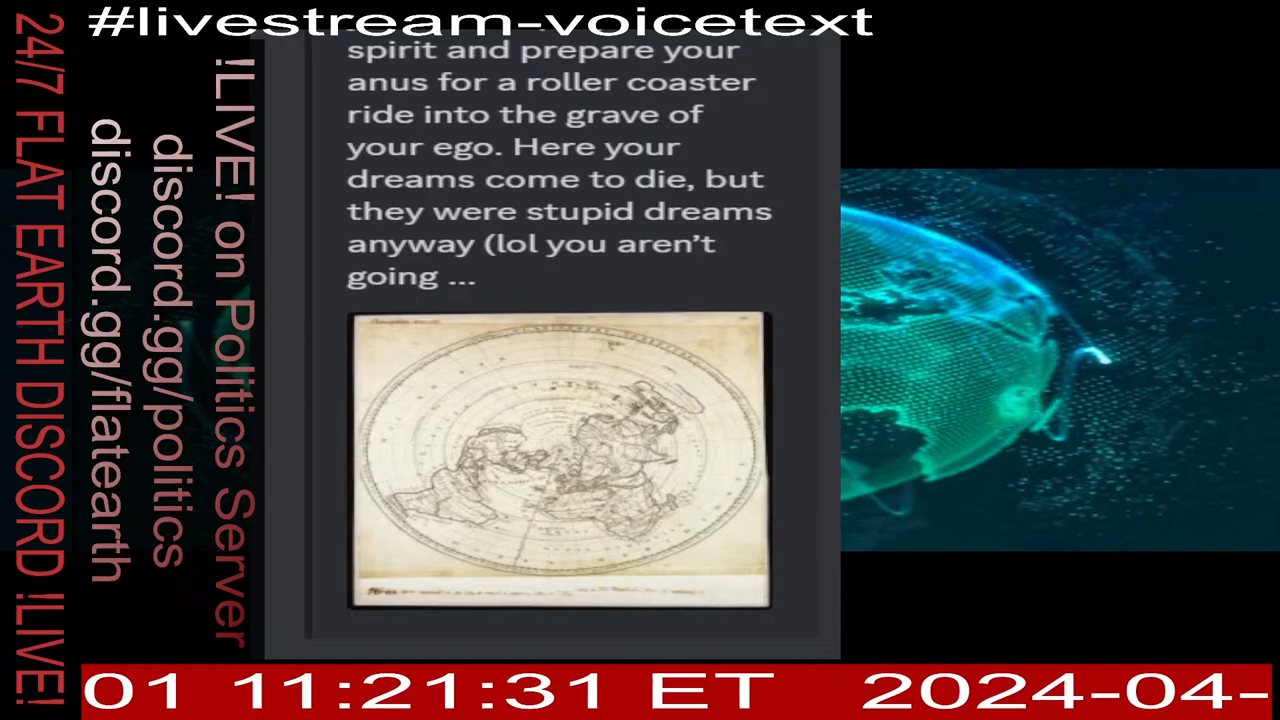 #livestream-voicetext
spirit and prepare your
anus for a roller coaster
ride into the grave of
your ego. Here your
dreams come to die, but
they were stupid dreams
anyway (lol you aren’t
going ...
24/7 FLAT EARTH DISCORD !LIVE!
discord.gg/flatearth
discord.gg/politics
!LIVE! on Politics Server
01 11:21:31 ET 2024-04-